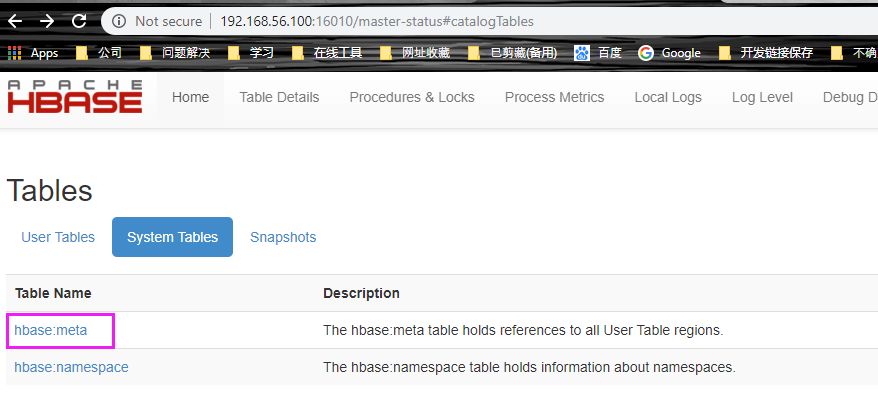 Not secure 192.168.56.100:16010/master-status#catalogTables
Apps 公司 问题解决 学习 在线工具 网址收藏 已剪藏(备用) 百度 Google 开发链接保存 不确
APACHE
HBASE
Home Table Details Procedures & Locks Process Metrics Local Logs Log Level Debug D
Tables
User Tables System Tables Snapshots
Table Name Description
hbase:meta The hbase:meta table holds references to all User Table regions.
hbase:namespace The hbase:namespace table holds information about namespaces.